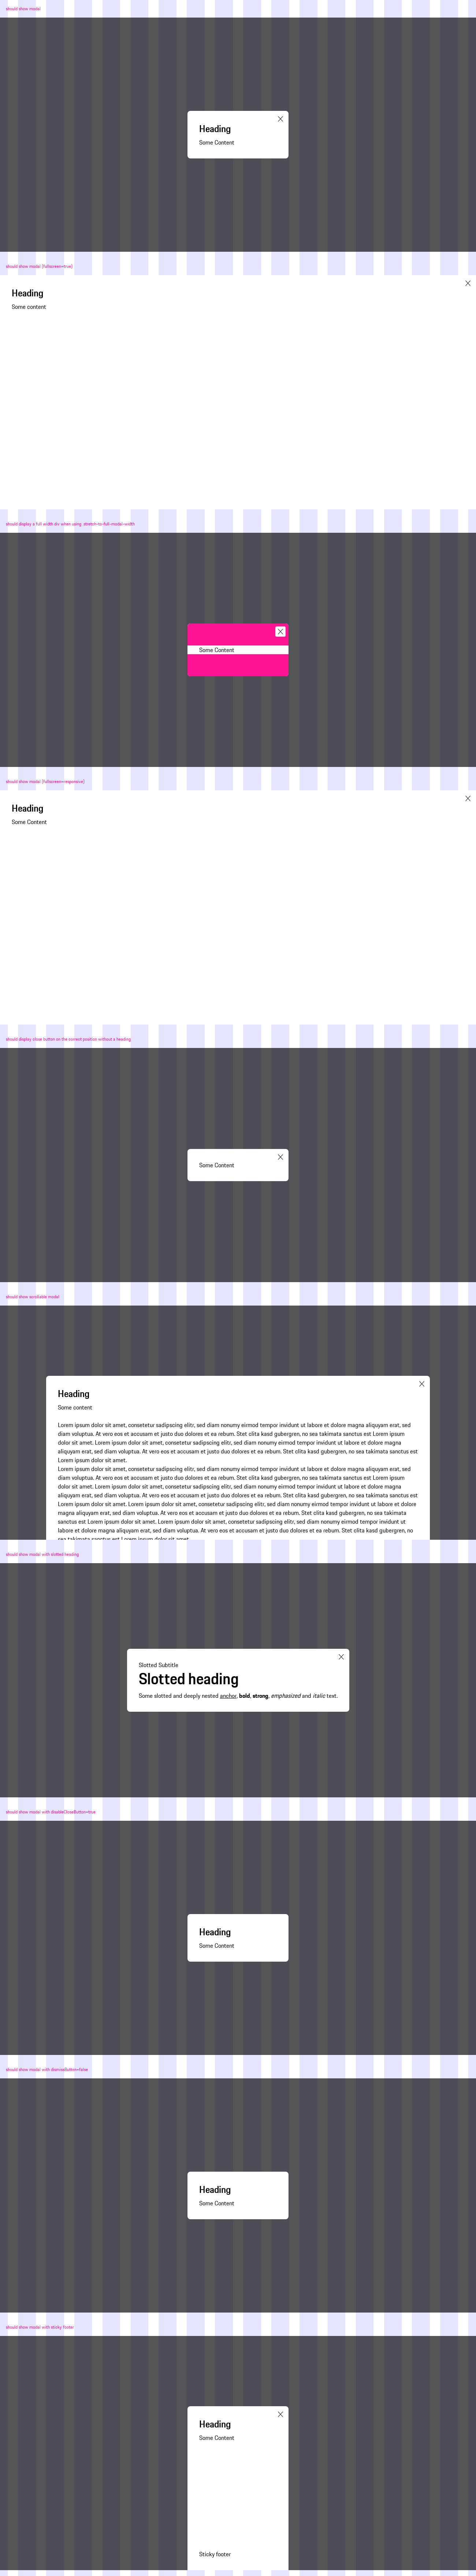 should show modal
Heading
Some Content
should show modal (fullscreen=true)
Heading
Some content
should display a full width div when using .stretch-to-full-modal-width
Some Content
should show modal (fullscreen=responsive)
Heading
Some Content
should display close button on the correct position without a heading
Some Content
should show scrollable modal
Heading
Some content
Lorem ipsum dolor sit amet, consetetur sadipscing elitr, sed diam nonumy eirmod tempor invidunt ut labore et dolore magna aliquyam erat, sed
diam voluptua. At vero eos et accusam et justo duo dolores et ea rebum. Stet clita kasd gubergren, no sea takimata sanctus est Lorem ipsum
dolor sit amet. Lorem ipsum dolor sit amet, consetetur sadipscing elitr, sed diam nonumy eirmod tempor invidunt ut labore et dolore magna
aliquyam erat, sed diam voluptua. At vero eos et accusam et justo duo dolores et ea rebum. Stet clita kasd gubergren, no sea takimata sanctus est
Lorem ipsum dolor sit amet.
Lorem ipsum dolor sit amet, consetetur sadipscing elitr, sed diam nonumy eirmod tempor invidunt ut labore et dolore magna aliquyam erat, sed
diam voluptua. At vero eos et accusam et justo duo dolores et ea rebum. Stet clita kasd gubergren, no sea takimata sanctus est Lorem ipsum
dolor sit amet. Lorem ipsum dolor sit amet, consetetur sadipscing elitr, sed diam nonumy eirmod tempor invidunt ut labore et dolore magna
aliquyam erat, sed diam voluptua. At vero eos et accusam et justo duo dolores et ea rebum. Stet clita kasd gubergren, no sea takimata sanctus est
Lorem ipsum dolor sit amet. Lorem ipsum dolor sit amet, consetetur sadipscing elitr, sed diam nonumy eirmod tempor invidunt ut labore et dolore
magna aliquyam erat, sed diam voluptua. At vero eos et accusam et justo duo dolores et ea rebum. Stet clita kasd gubergren, no sea takimata
sanctus est Lorem ipsum dolor sit amet. Lorem ipsum dolor sit amet, consetetur sadipscing elitr, sed diam nonumy eirmod tempor invidunt ut
labore et dolore magna aliquyam erat, sed diam voluptua. At vero eos et accusam et justo duo dolores et ea rebum. Stet clita kasd gubergren, no
sea takimata sanctus est Lorem ipsum dolor sit amet.
should show modal with slotted heading
Slotted Subtitle
Slotted heading
Some slotted and deeply nested anchor, bold, strong, emphasized and italic text.
should show modal with disableCloseButton=true
Heading
Some Content
should show modal with dismissButton=false
Heading
Some Content
should show modal with sticky footer
Heading
Some Content
Sticky footer